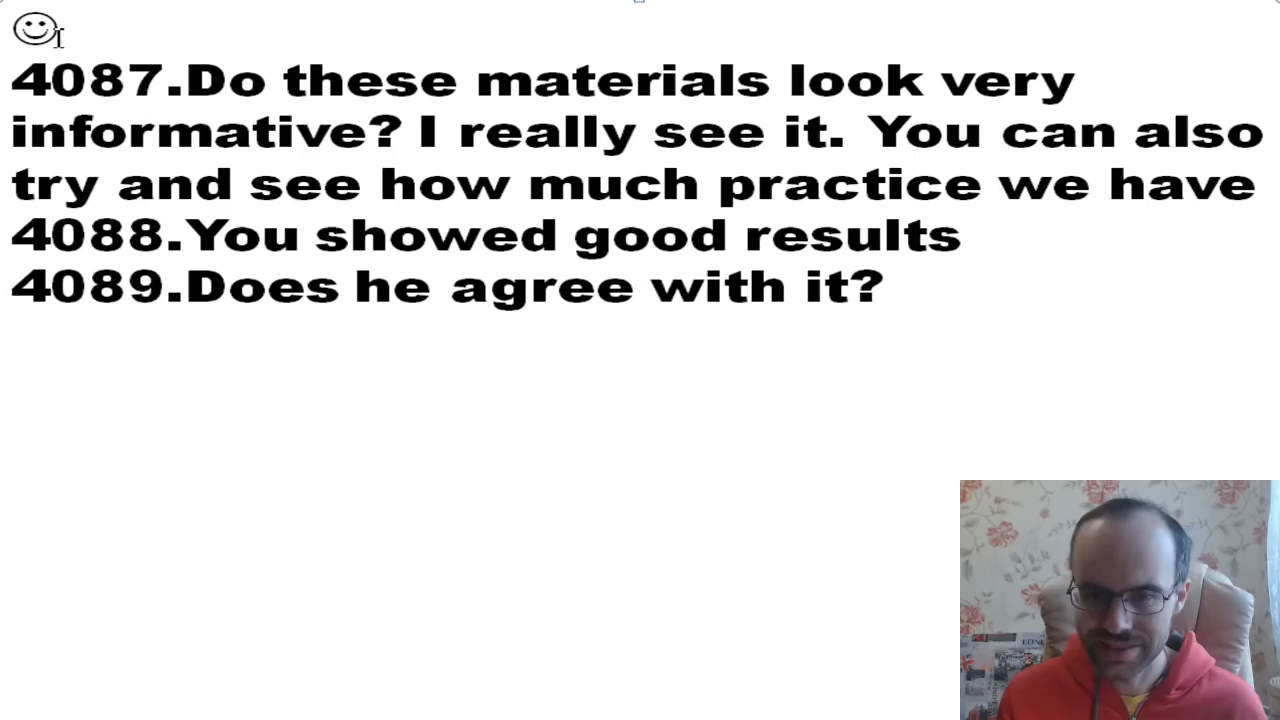 4087.Do these materials look very
informative? I really see it. You can also
try and see how much practice we have
4088.You showed good results
4089.Does he agree with it?